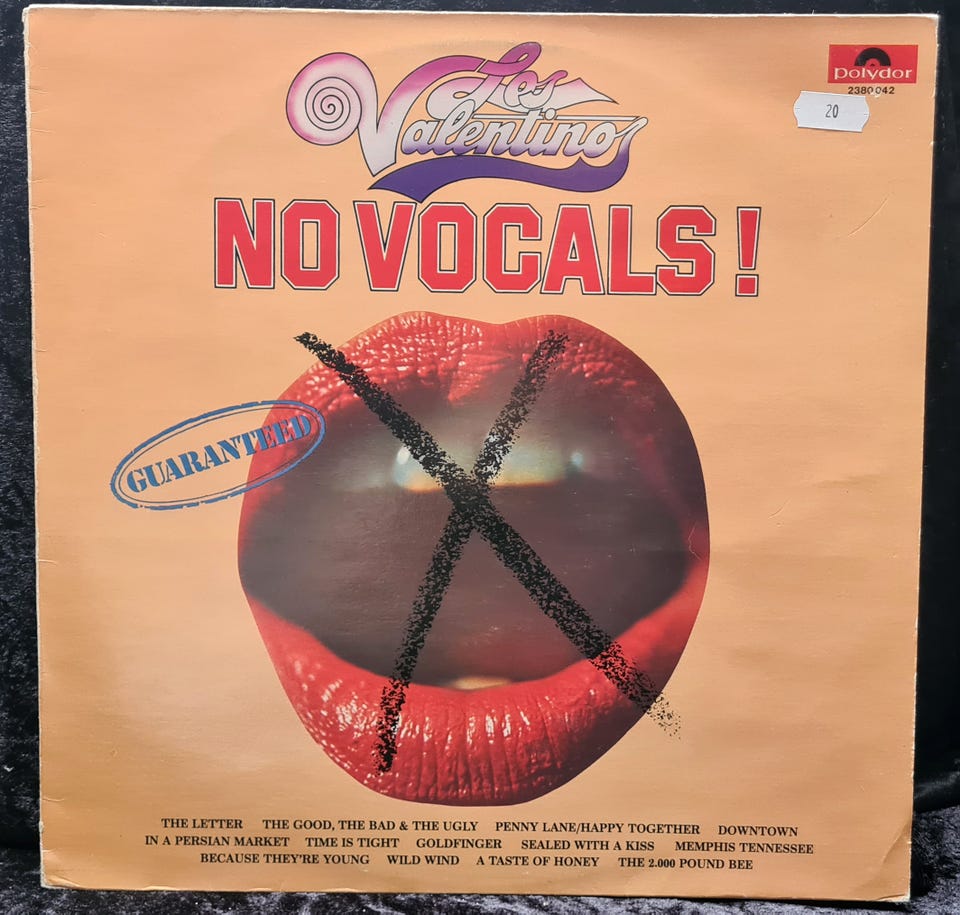 Los
Valentinos
polydor
2380 042
20
NO VOCALS!
GUARANTEED
THE LETTER THE GOOD, THE BAD & THE UGLY PENNY LANE/HAPPY TOGETHER DOWNTOWN
IN A PERSIAN MARKET TIME IS TIGHT GOLDFINGER SEALED WITH A KISS MEMPHIS TENNESSEE
BECAUSE THEY'RE YOUNG WILD WIND A TASTE OF HONEY THE 2.000 POUND BEE